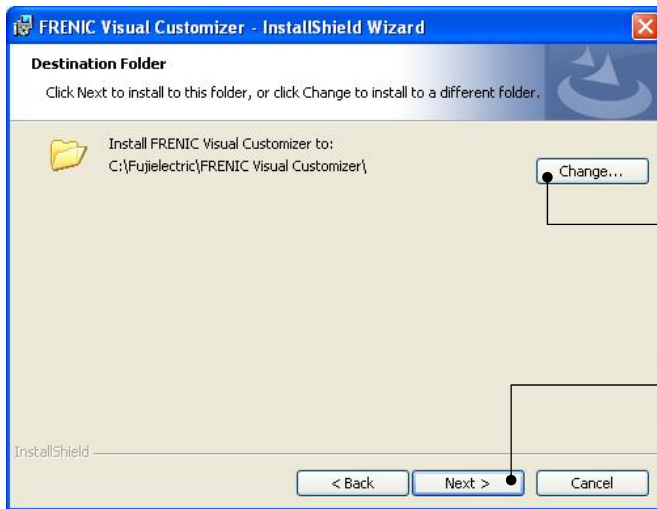 FRENIC Visual Customizer - InstallShield Wizard
Destination Folder
Click Next to install to this folder, or click Change to install to a different folder.
Install FRENIC Visual Customizer to:
C:\Fujielectric\FRENIC Visual Customizer\
Change...
InstallShield
< Back
Next >
Cancel